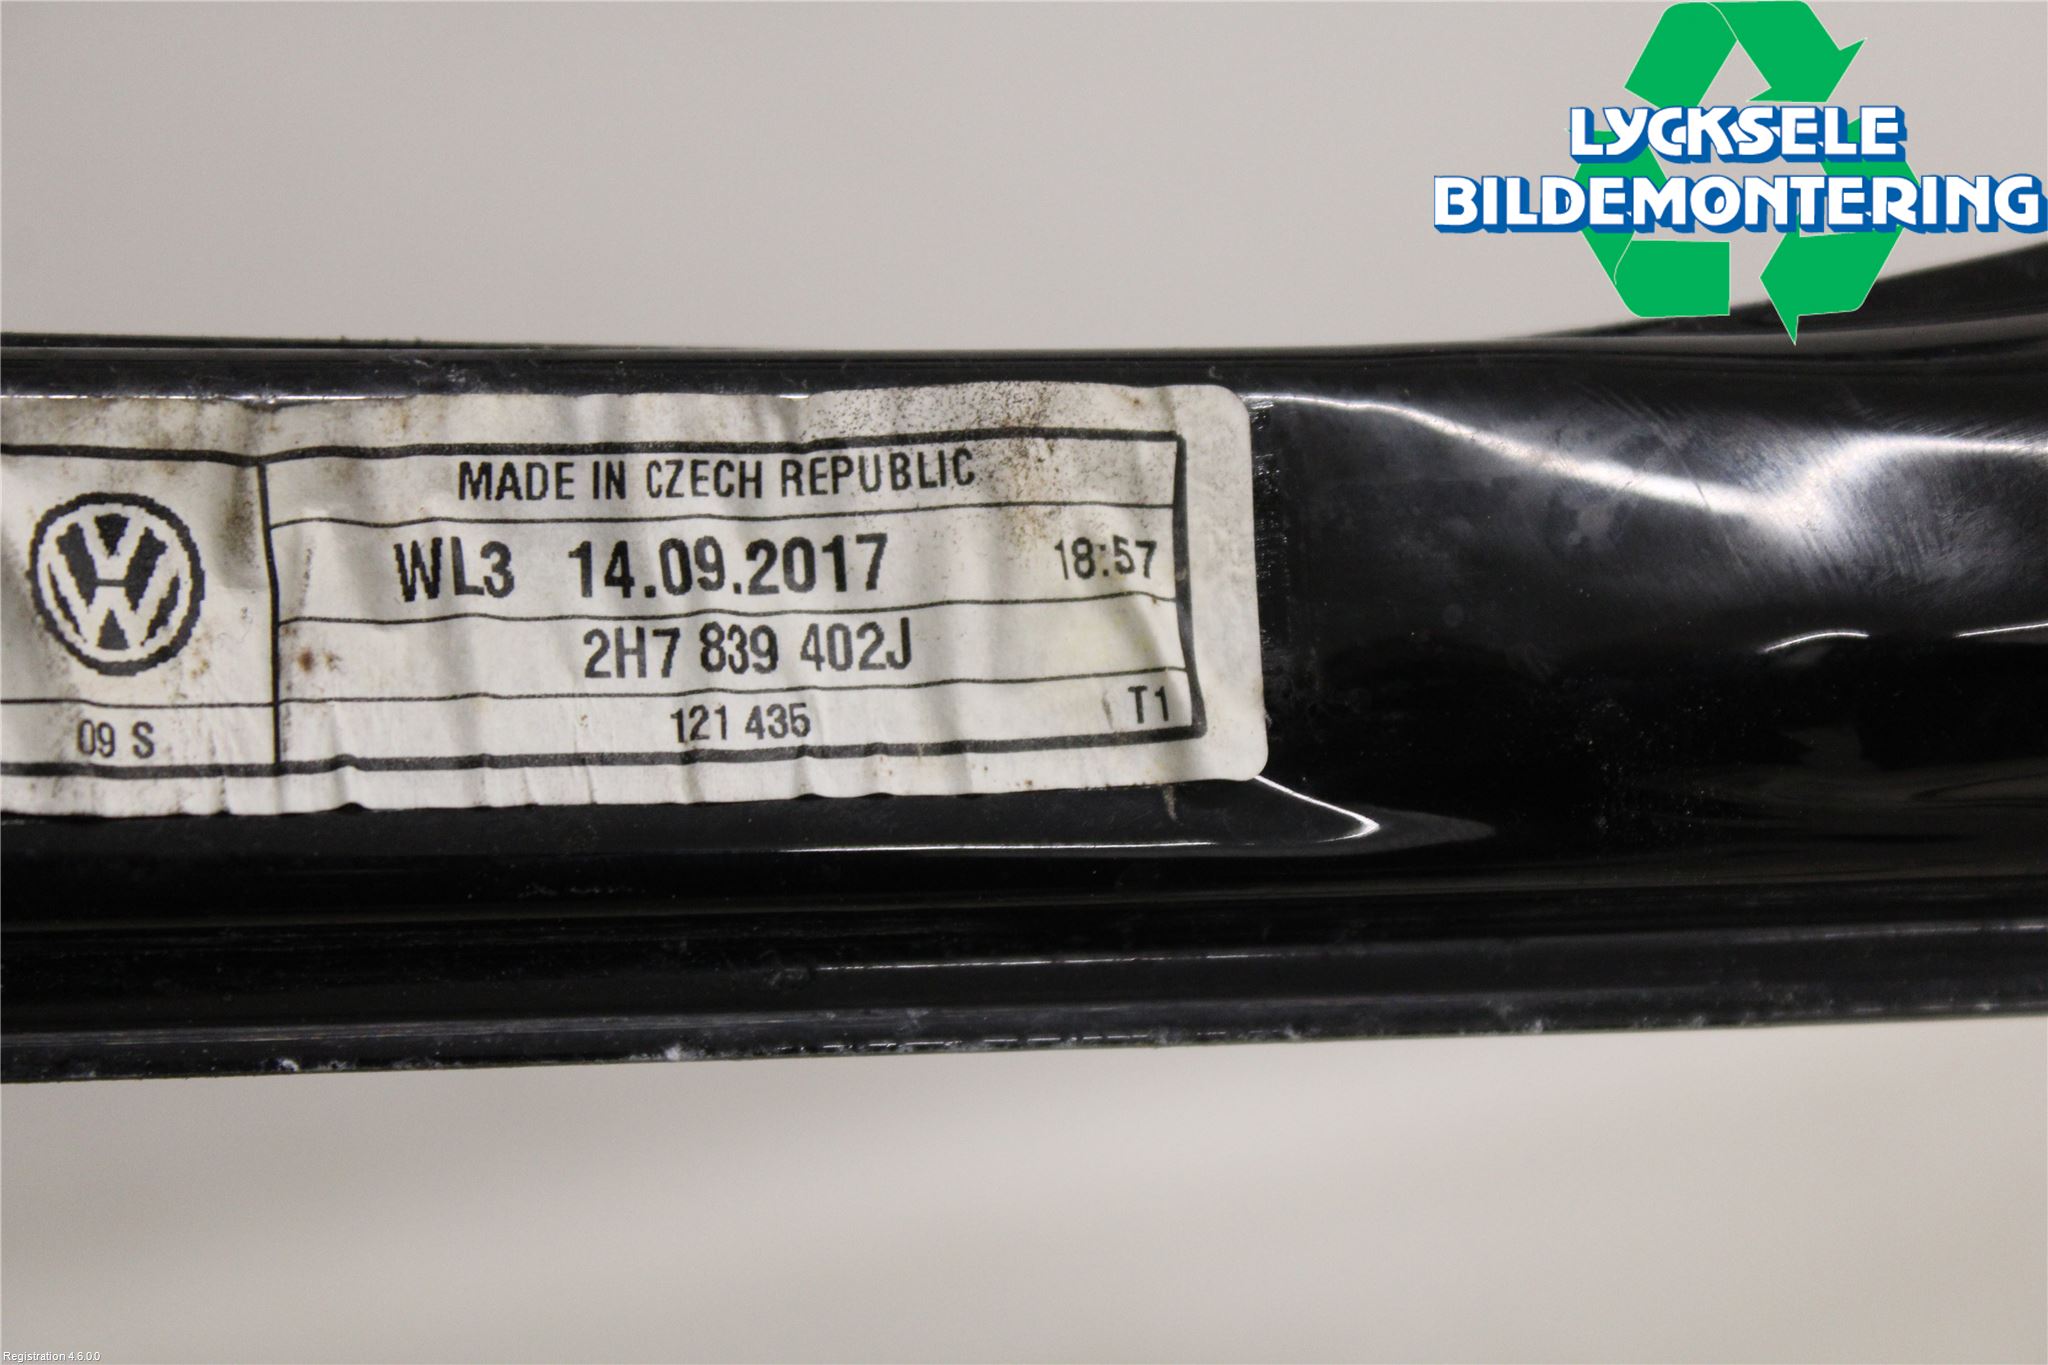 LYCKSELE
BILDEMONTERING
MADE IN CZECH REPUBLIC
WL3 14.09.2017 18:57
2H7 839 402J
09 S 121 435 T1
Registration 4.6.0.0